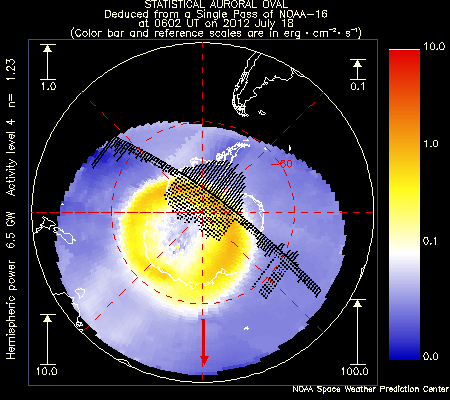 STATISTICAL AURORAL OVAL
Deduced from a Single Pass of NOAA-16
at 0602 UT on 2012 July 18
(Color bar and reference scales are in erg · cm⁻² · s⁻¹)
1.0
0.1
10.0
1.0
0.1
0.0
-60
Hemispheric power 6.5 GW Activity level 4 n= 1.23
10.0
100.0
NOAA Space Weather Prediction Center